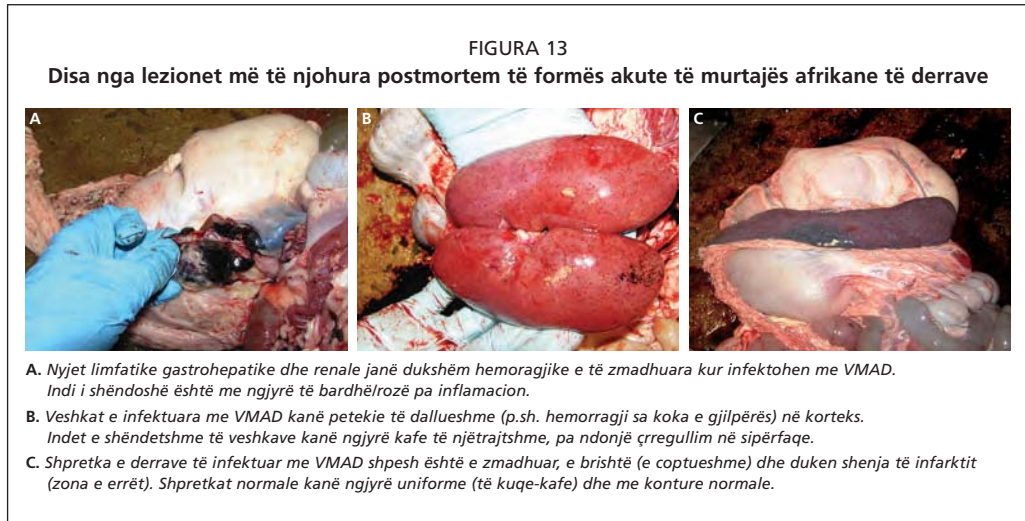 FIGURA 13
Disa nga lezionet më të njohura postmortem të formës akute të murtajës afrikane të derrave
A
B
C
A. Nyjet limfatike gastrohepatike dhe renale janë dukshëm hemoragjike e të zmadhuara kur infektohen me VMAD.
Indi i shëndoshë është me ngjyrë të bardhë/rozë pa inflamacion.
B. Veshkat e infektuara me VMAD kanë petekie të dallueshme (p.sh. hemorragji sa koka e gjilpërës) në korteks.
Indet e shëndetshme të veshkave kanë ngjyrë kafe të njëtrajtshme, pa ndonjë çrregullim në sipërfaqe.
C. Shpretka e derrave të infektuar me VMAD shpesh është e zmadhuar, e brishtë (e coptueshme) dhe duken shenja të infarktit
(zona e errët). Shpretkat normale kanë ngjyrë uniforme (të kuqe-kafe) dhe me konture normale.